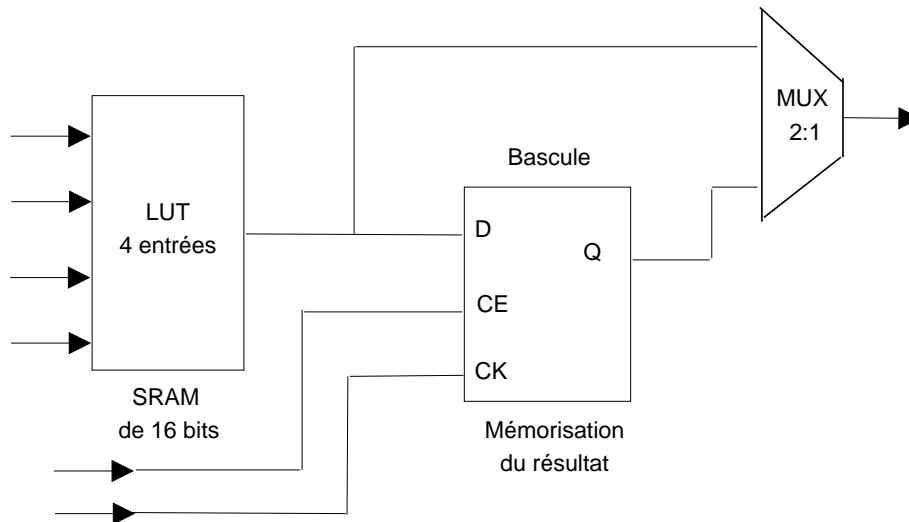 MUX
2:1
Bascule
LUT
4 entrées
D
Q
CE
CK
SRAM
de 16 bits
Mémorisation
du résultat